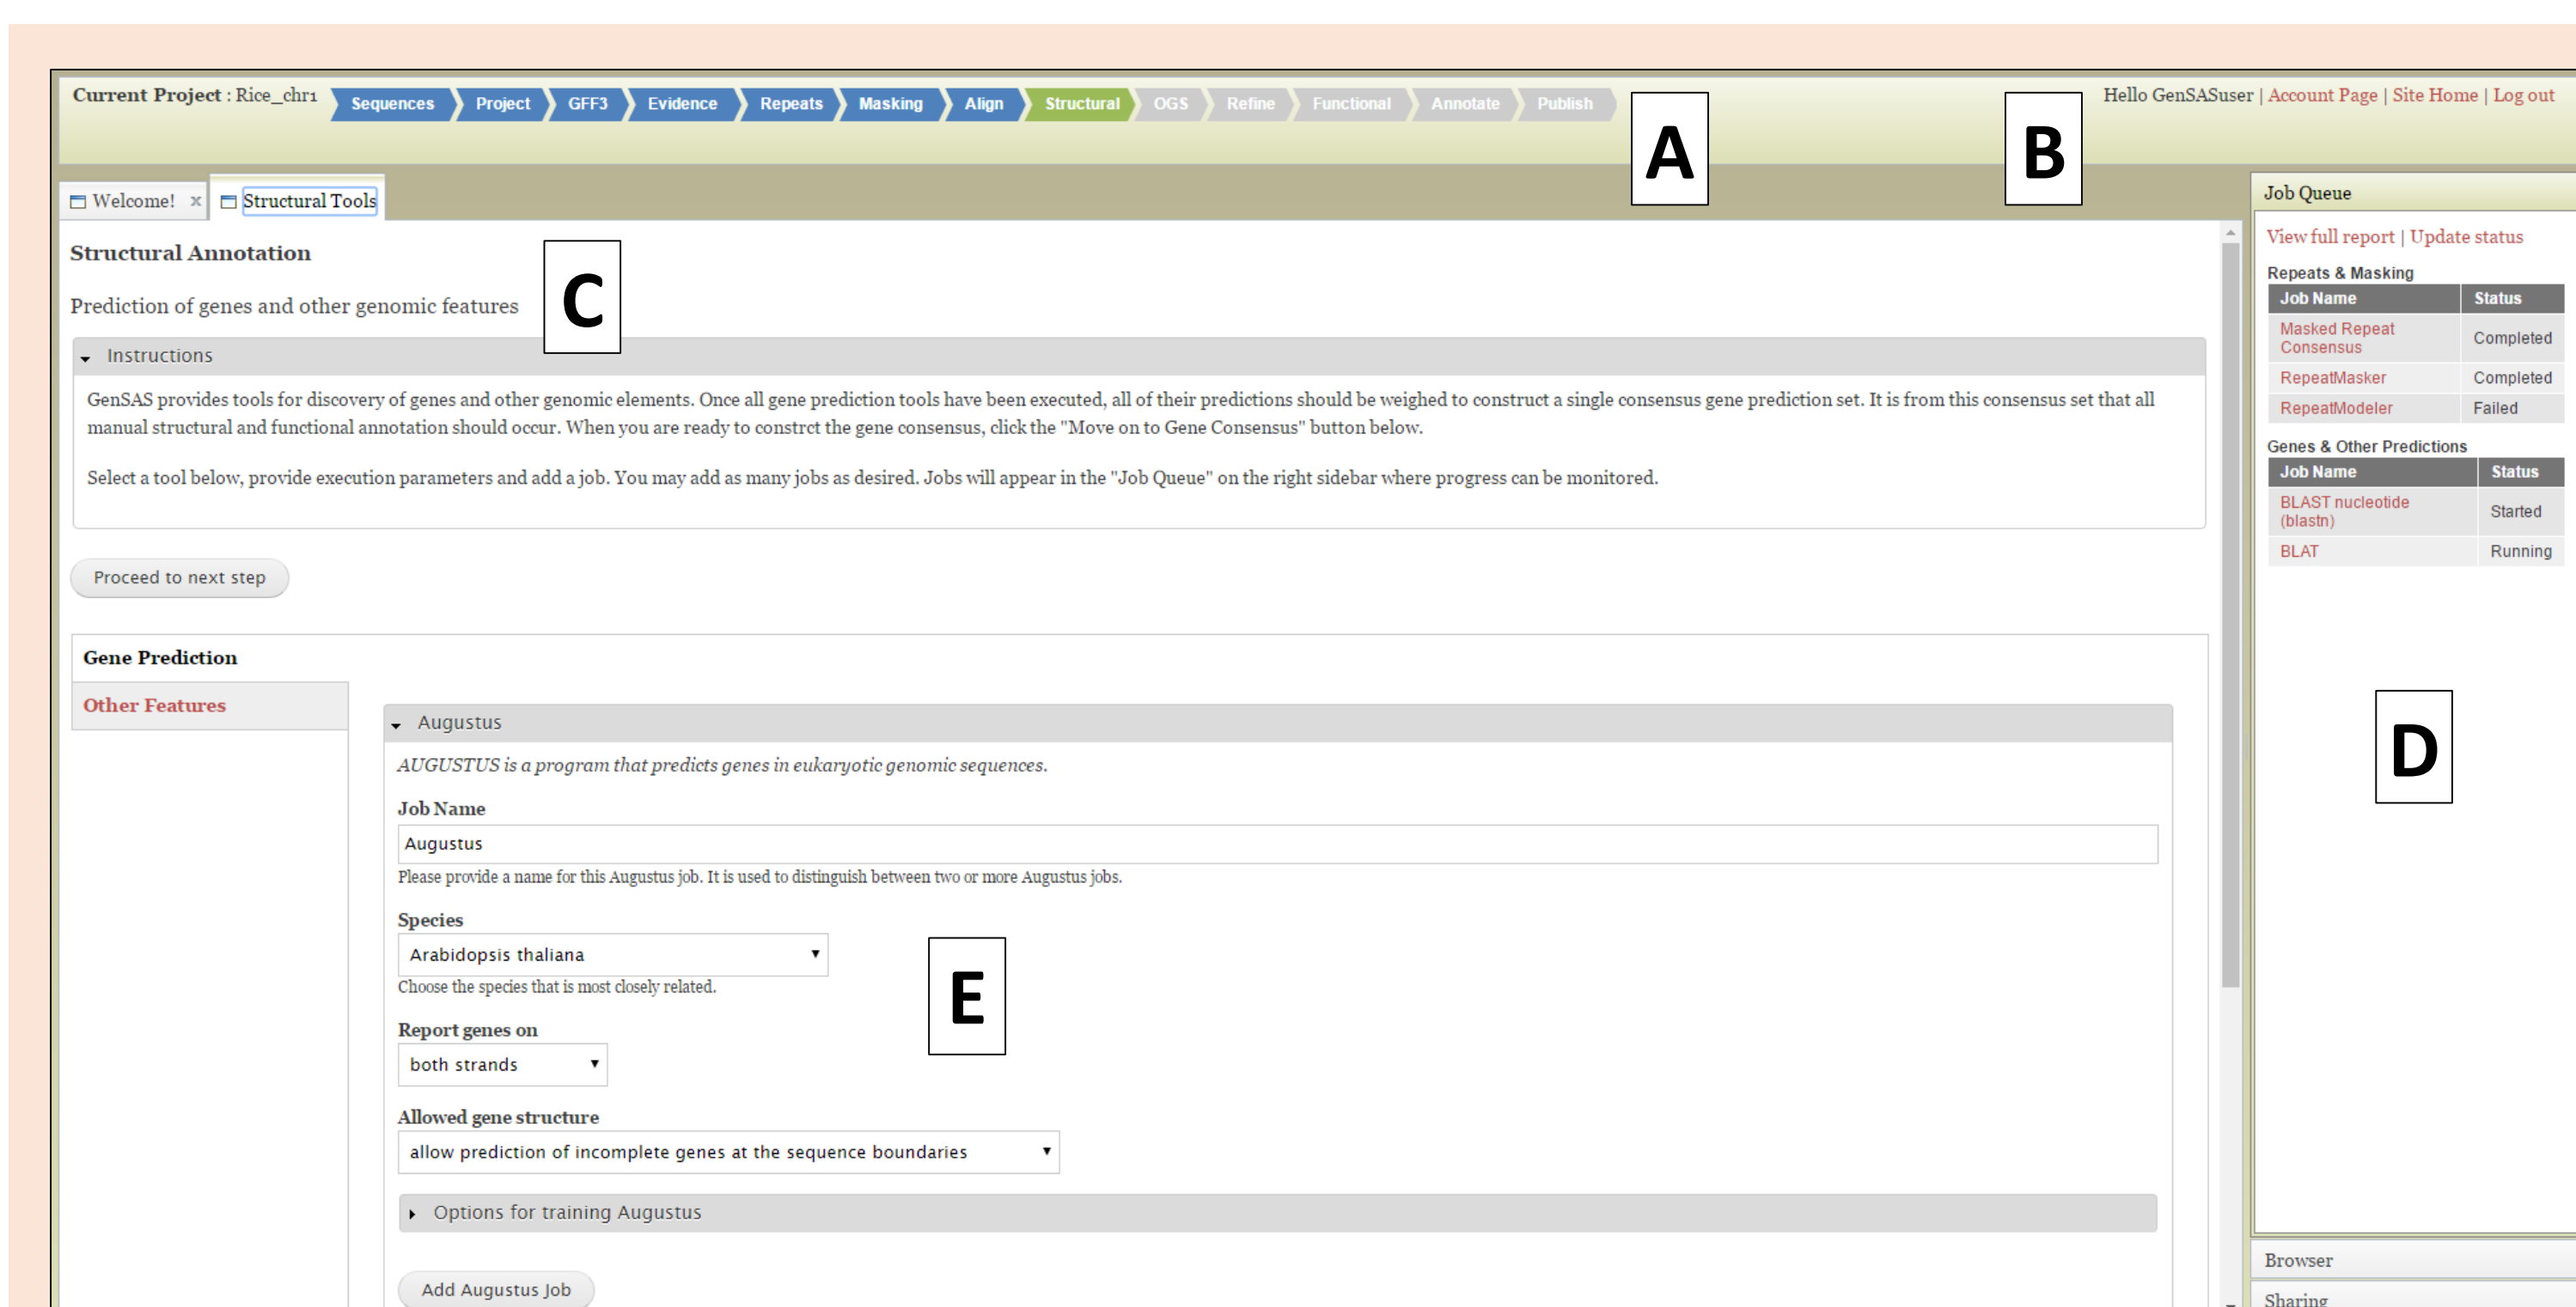 Current Project : Rice_chr1
Sequences Project GFF3 Evidence Repeats Masking Align Structural OGS Refine Functional Annotate Publish
Hello GenSASuser | Account Page | Site Home | Log out
A
B
Welcome! x Structural Tools
Structural Annotation
C
Prediction of genes and other genomic features
Instructions
GenSAS provides tools for discovery of genes and other genomic elements. Once all gene prediction tools have been executed, all of their predictions should be weighed to construct a single consensus gene prediction set. It is from this consensus set that all
manual structural and functional annotation should occur. When you are ready to constrct the gene consensus, click the "Move on to Gene Consensus" button below.
Select a tool below, provide execution parameters and add a job. You may add as many jobs as desired. Jobs will appear in the "Job Queue" on the right sidebar where progress can be monitored.
Proceed to next step
Gene Prediction
Other Features
Augustus
AUGUSTUS is a program that predicts genes in eukaryotic genomic sequences.
Job Name
Augustus
Please provide a name for this Augustus job. It is used to distinguish between two or more Augustus jobs.
Species
Arabidopsis thaliana
Choose the species that is most closely related.
E
Report genes on
both strands
Allowed gene structure
allow prediction of incomplete genes at the sequence boundaries
Options for training Augustus
Add Augustus Job
Job Queue
View full report | Update status
Repeats & Masking
Job Name Status
Masked Repeat
Consensus Completed
RepeatMasker Completed
RepeatModeler Failed
Genes & Other Predictions
Job Name Status
BLAST nucleotide
(blastn) Started
BLAT Running
D
Browser
Sharing